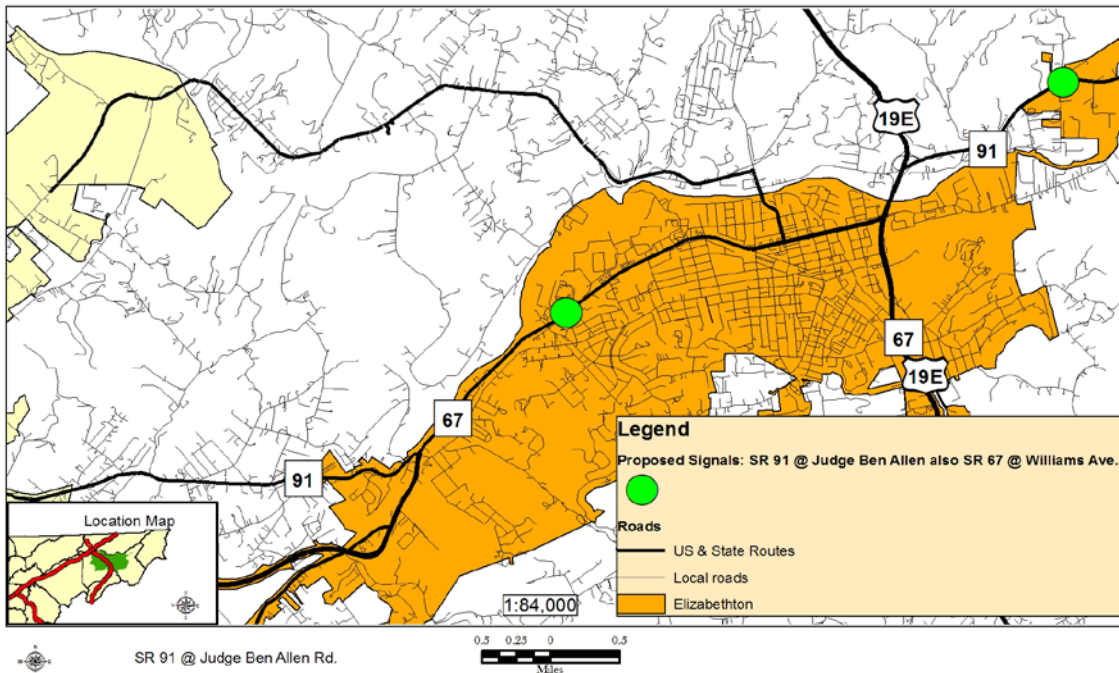 19E
91
67
67
19E
91
Legend
Proposed Signals: SR 91 @ Judge Ben Allen also SR 67 @ Williams Ave.
Roads
US & State Routes
Local roads
Elizabethton
Location Map
1:84,000
SR 91 @ Judge Ben Allen Rd.
0.5 0.25 0 0.5
Miles
N
W E
S